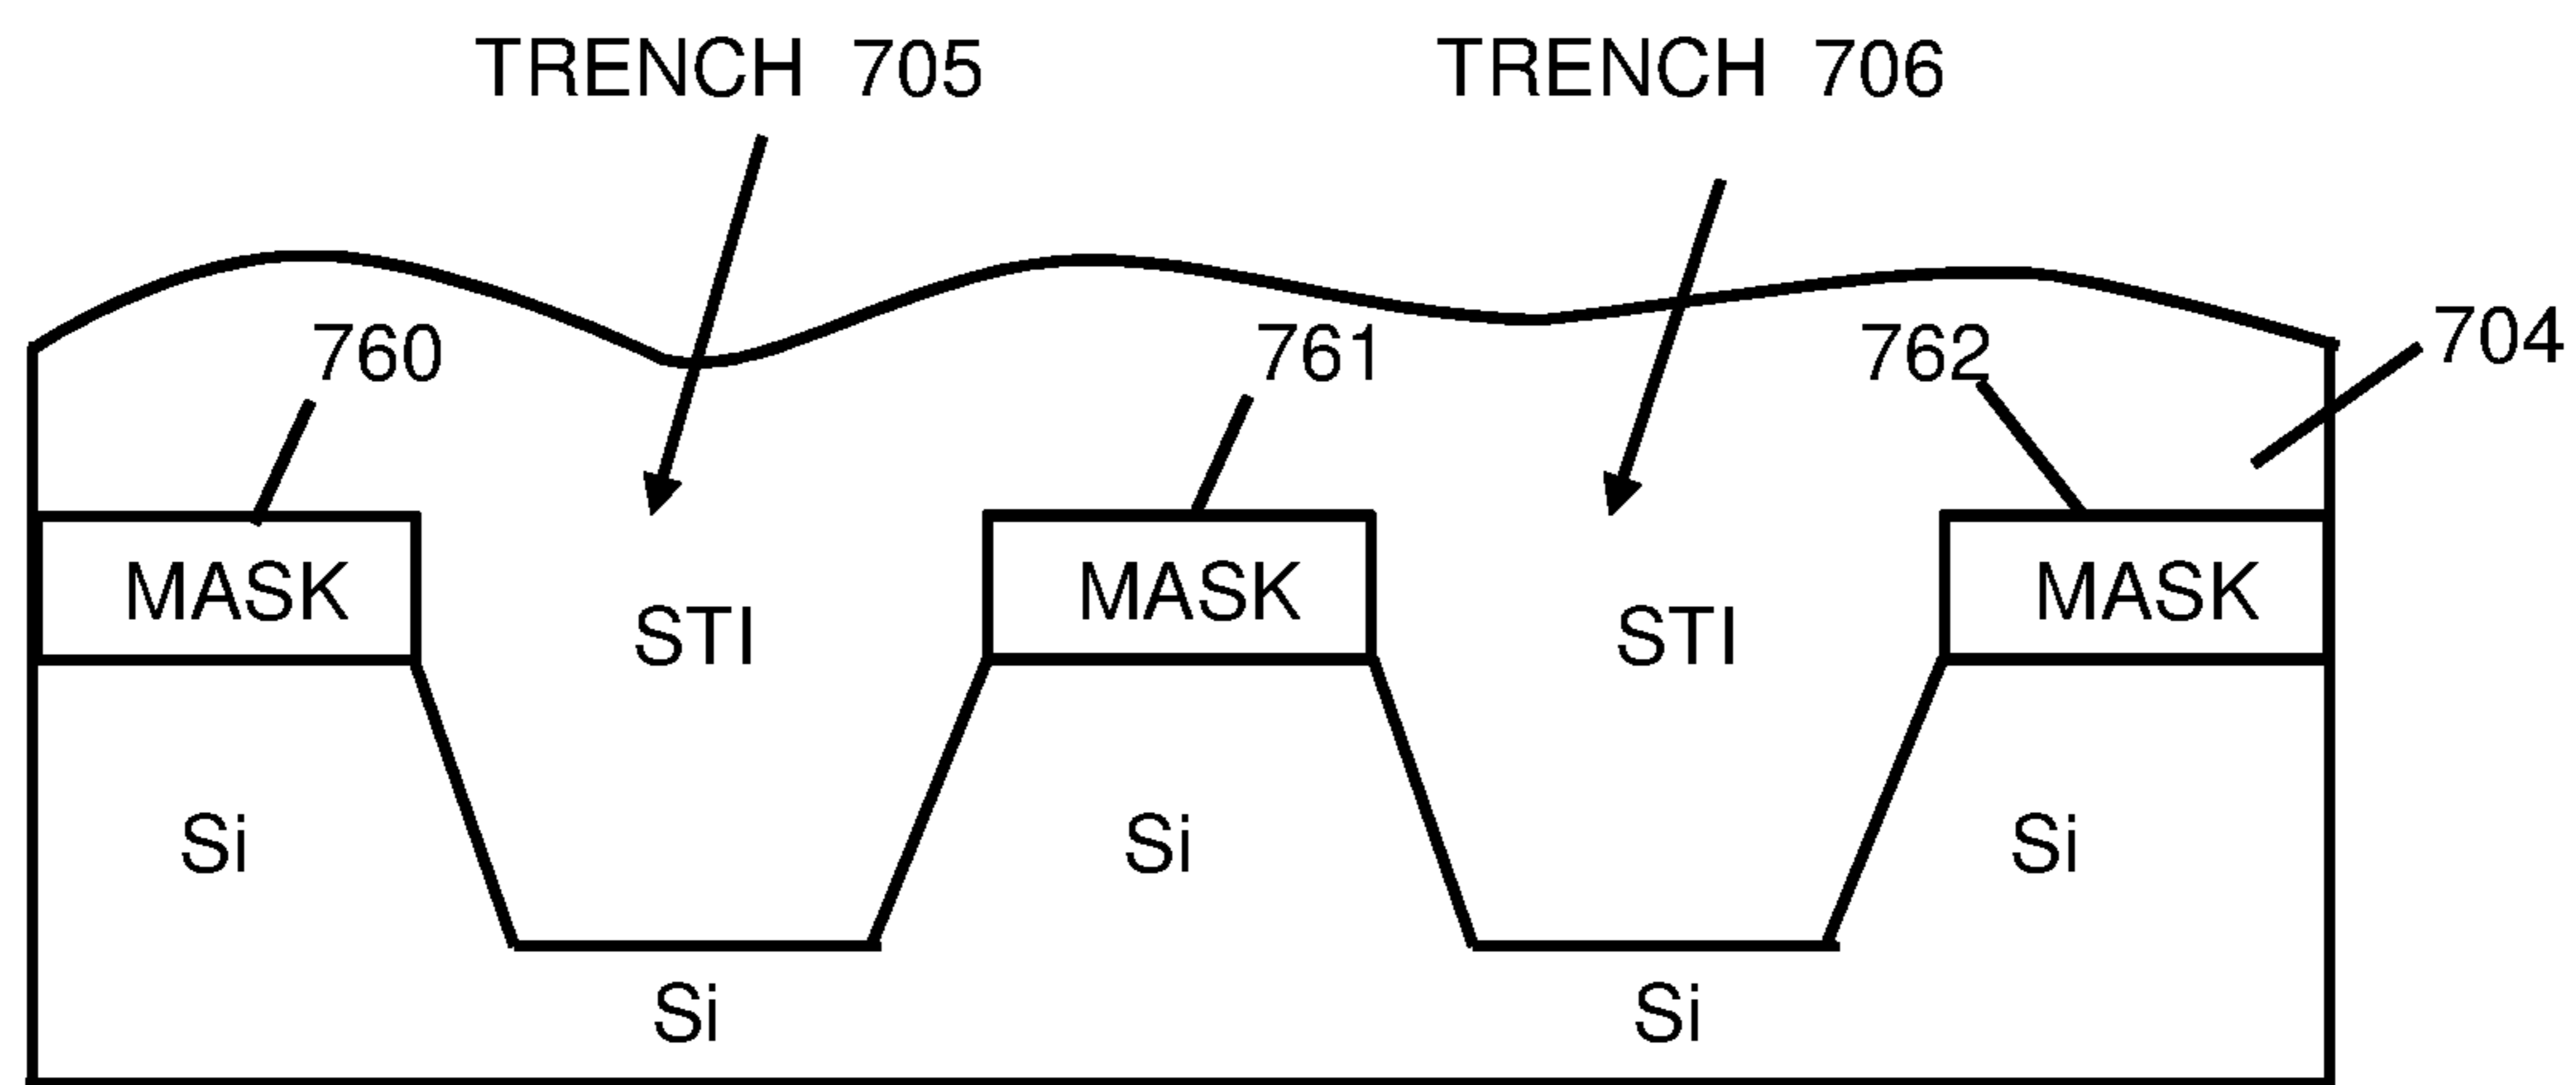 TRENCH 705 TRENCH 706
760 761 762 704
MASK MASK MASK
STI STI
Si Si Si
Si Si